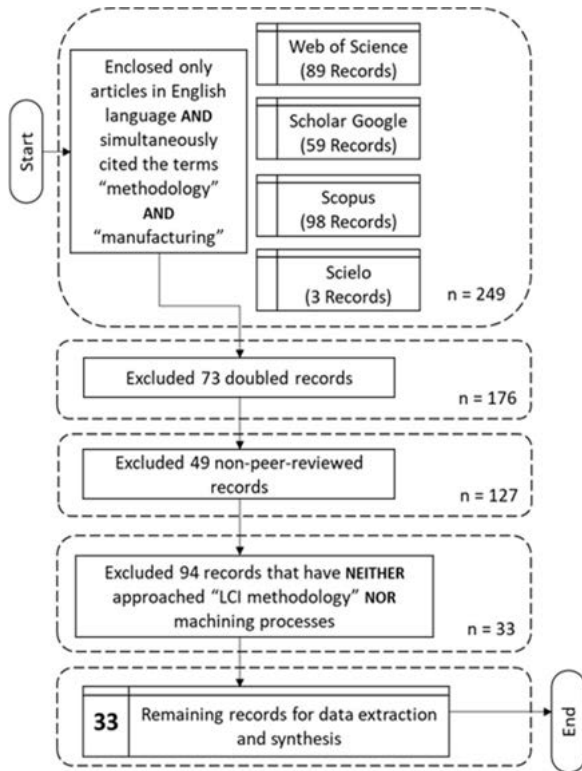 Start
Enclosed only
articles in English
language AND
simultaneously
cited the terms
“methodology”
AND
“manufacturing”
Web of Science
(89 Records)
Scholar Google
(59 Records)
Scopus
(98 Records)
Scielo
(3 Records)
n = 249
Excluded 73 doubled records
n = 176
Excluded 49 non-peer-reviewed
records
n = 127
Excluded 94 records that have NEITHER
approached “LCI methodology” NOR
machining processes
n = 33
33
Remaining records for data extraction
and synthesis
End